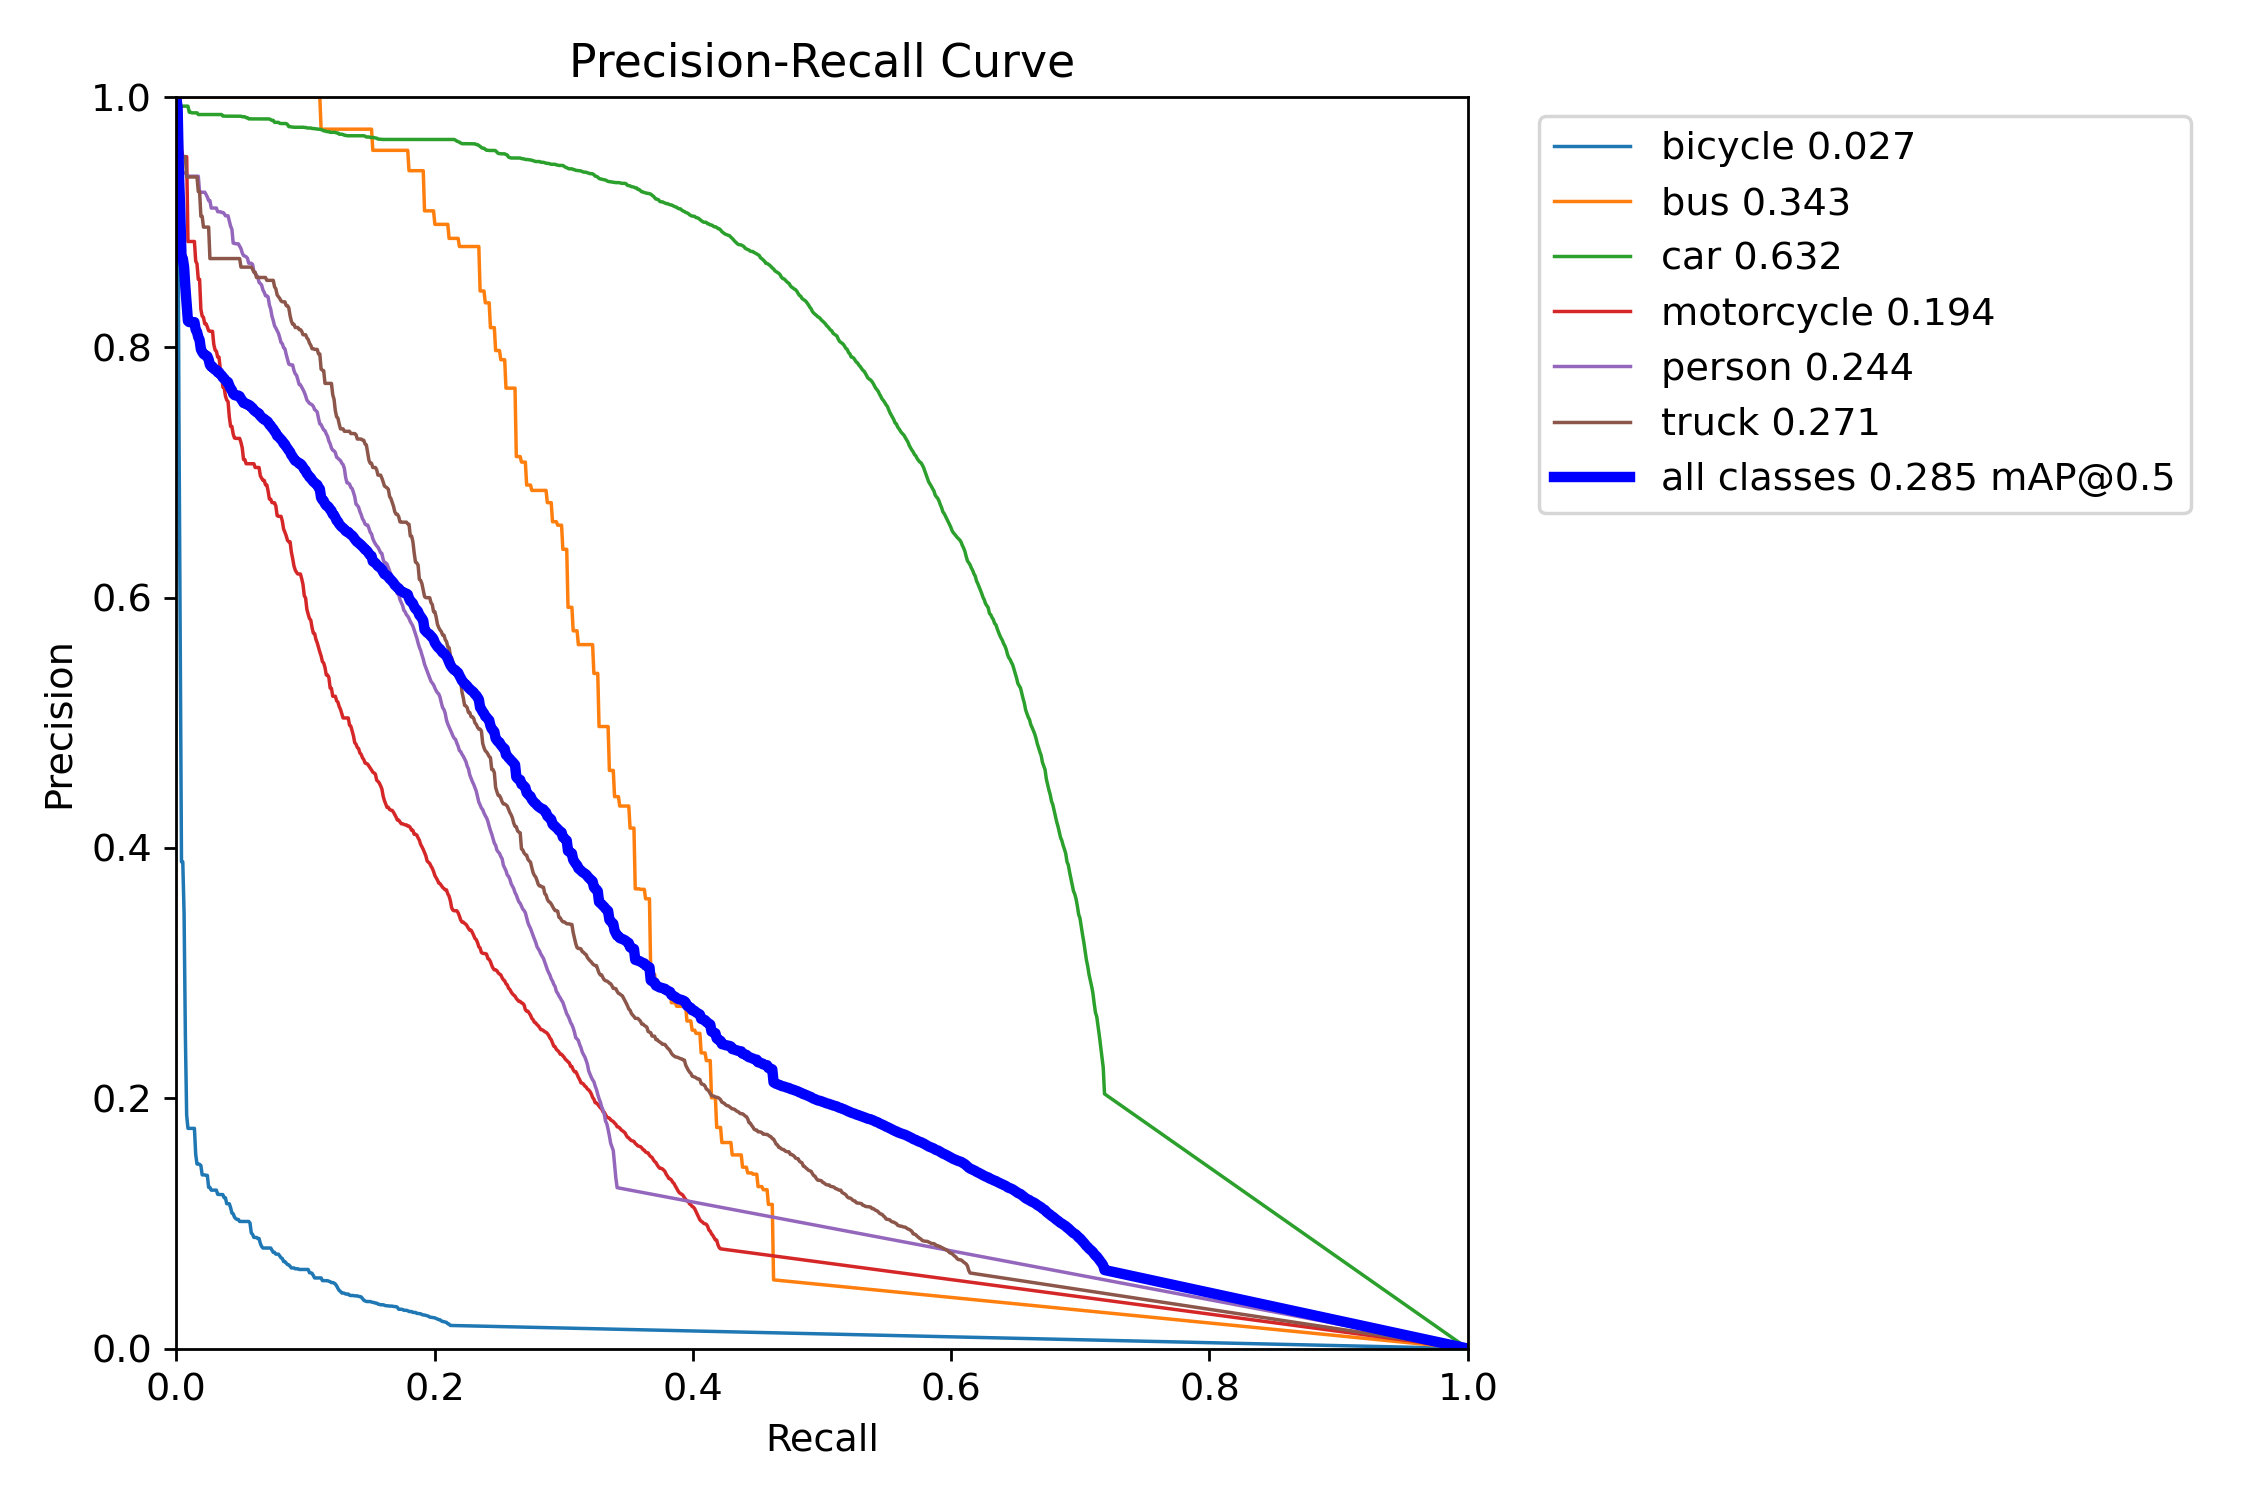 Precision-Recall Curve
1.0
0.8
0.6
0.4
0.2
0.0
Precision
0.0 0.2 0.4 0.6 0.8 1.0
Recall
bicycle 0.027
bus 0.343
car 0.632
motorcycle 0.194
person 0.244
truck 0.271
all classes 0.285 mAP@0.5